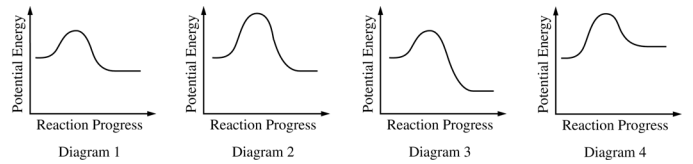 Potential Energy
Reaction Progress
Diagram 1
Potential Energy
Reaction Progress
Diagram 2
Potential Energy
Reaction Progress
Diagram 3
Potential Energy
Reaction Progress
Diagram 4